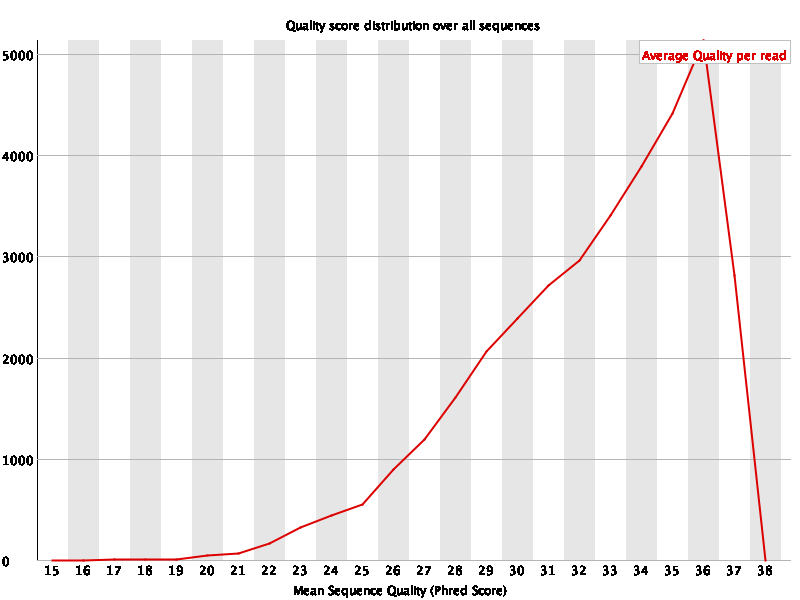 Quality score distribution over all sequences
Average Quality per read
5000
4000
3000
2000
1000
0
15 16 17 18 19 20 21 22 23 24 25 26 27 28 29 30 31 32 33 34 35 36 37 38
Mean Sequence Quality (Phred Score)